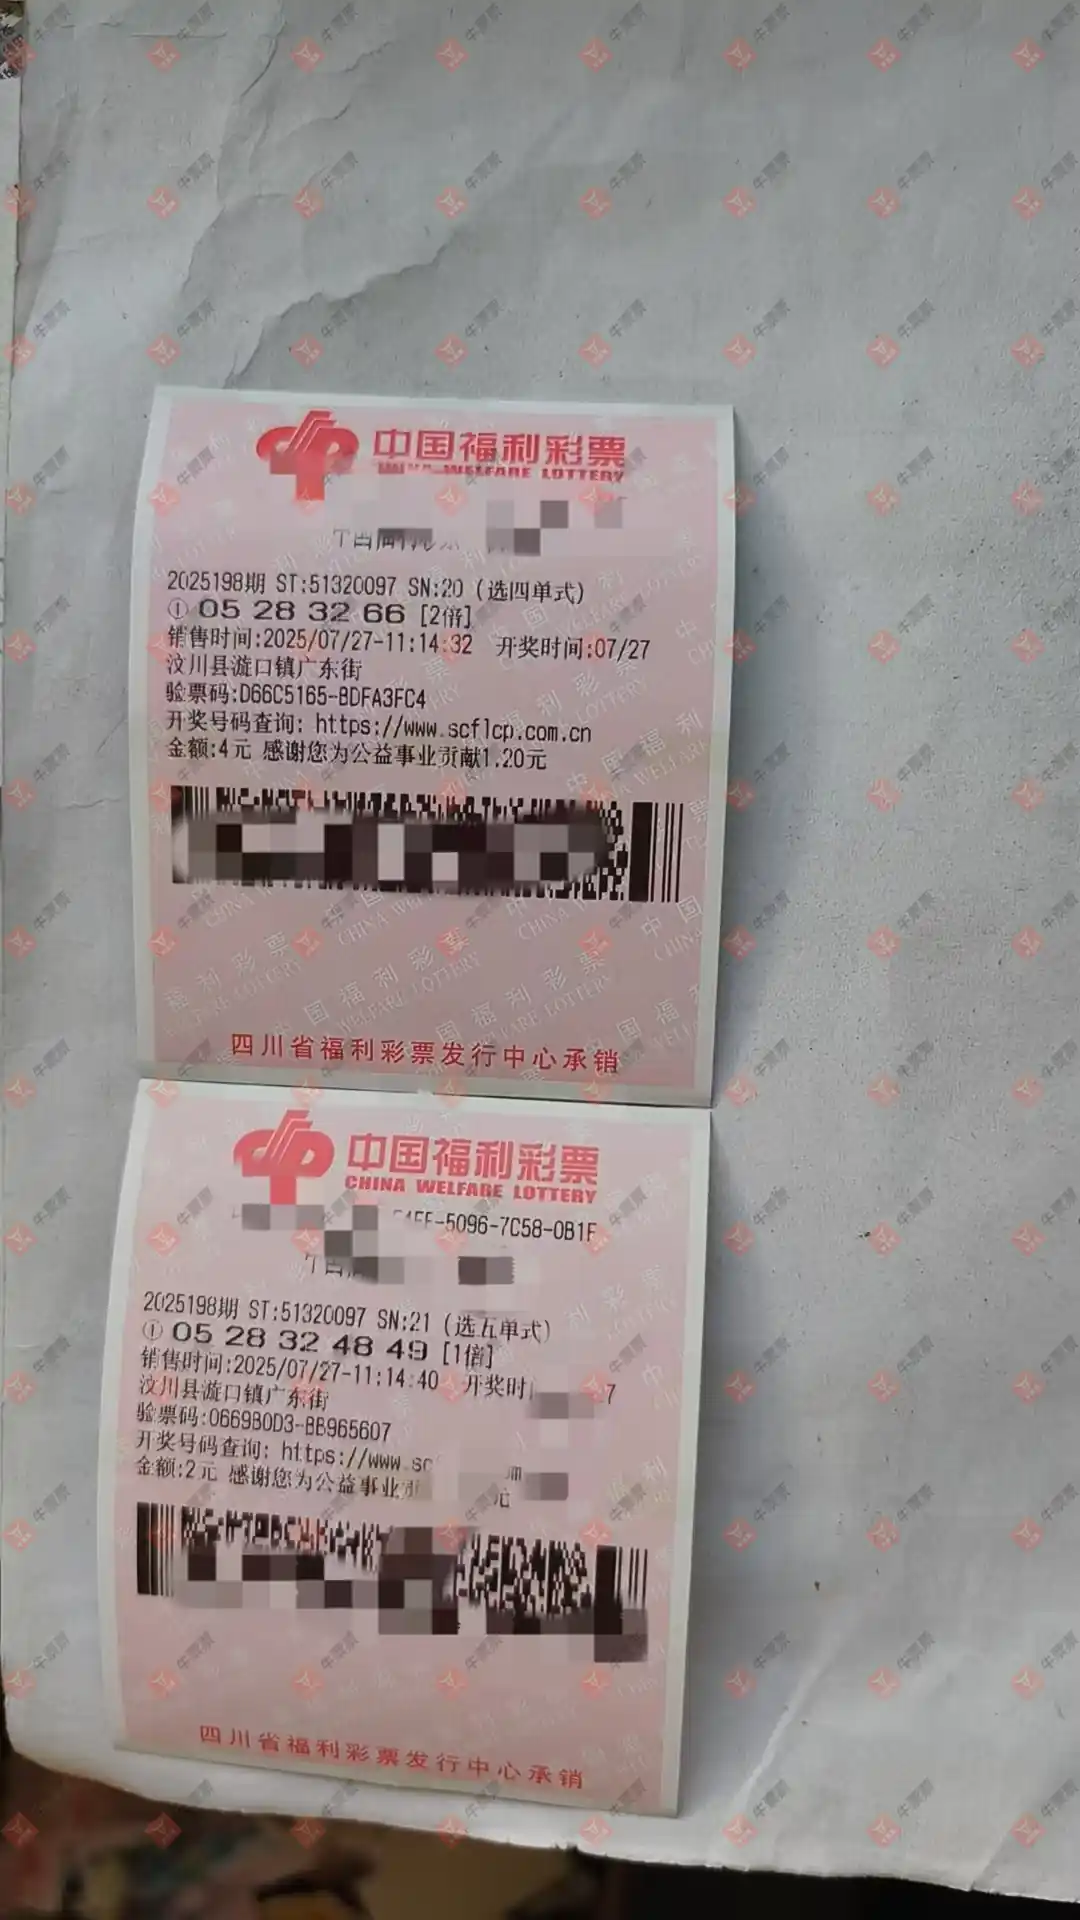 中国福利彩票
CHINA WELFARE LOTTERY
2025198期 ST:51320097 SN:20 (选四单式)
① 05 28 32 66 [2倍]
销售时间:2025/07/27-11:14:32 开奖时间:07/27
汶川县漩口镇广东街
验票码:D66C5165-BDFA3FC4
开奖号码查询: https://www.scflcp.com.cn
金额:4元 感谢您为公益事业贡献1.20元
四川省福利彩票发行中心承销
中国福利彩票
CHINA WELFARE LOTTERY
-5096-7C58-0B1F
2025198期 ST:51320097 SN:21 (选五单式)
① 05 28 32 48 49 [1倍]
销售时间:2025/07/27-11:14:40 开奖时 7
汶川县漩口镇广东街
验票码:0669B0D3-BB965607
开奖号码查询: https://www.sc
金额:2元 感谢您为公益事业 元
四川省福利彩票发行中心承销